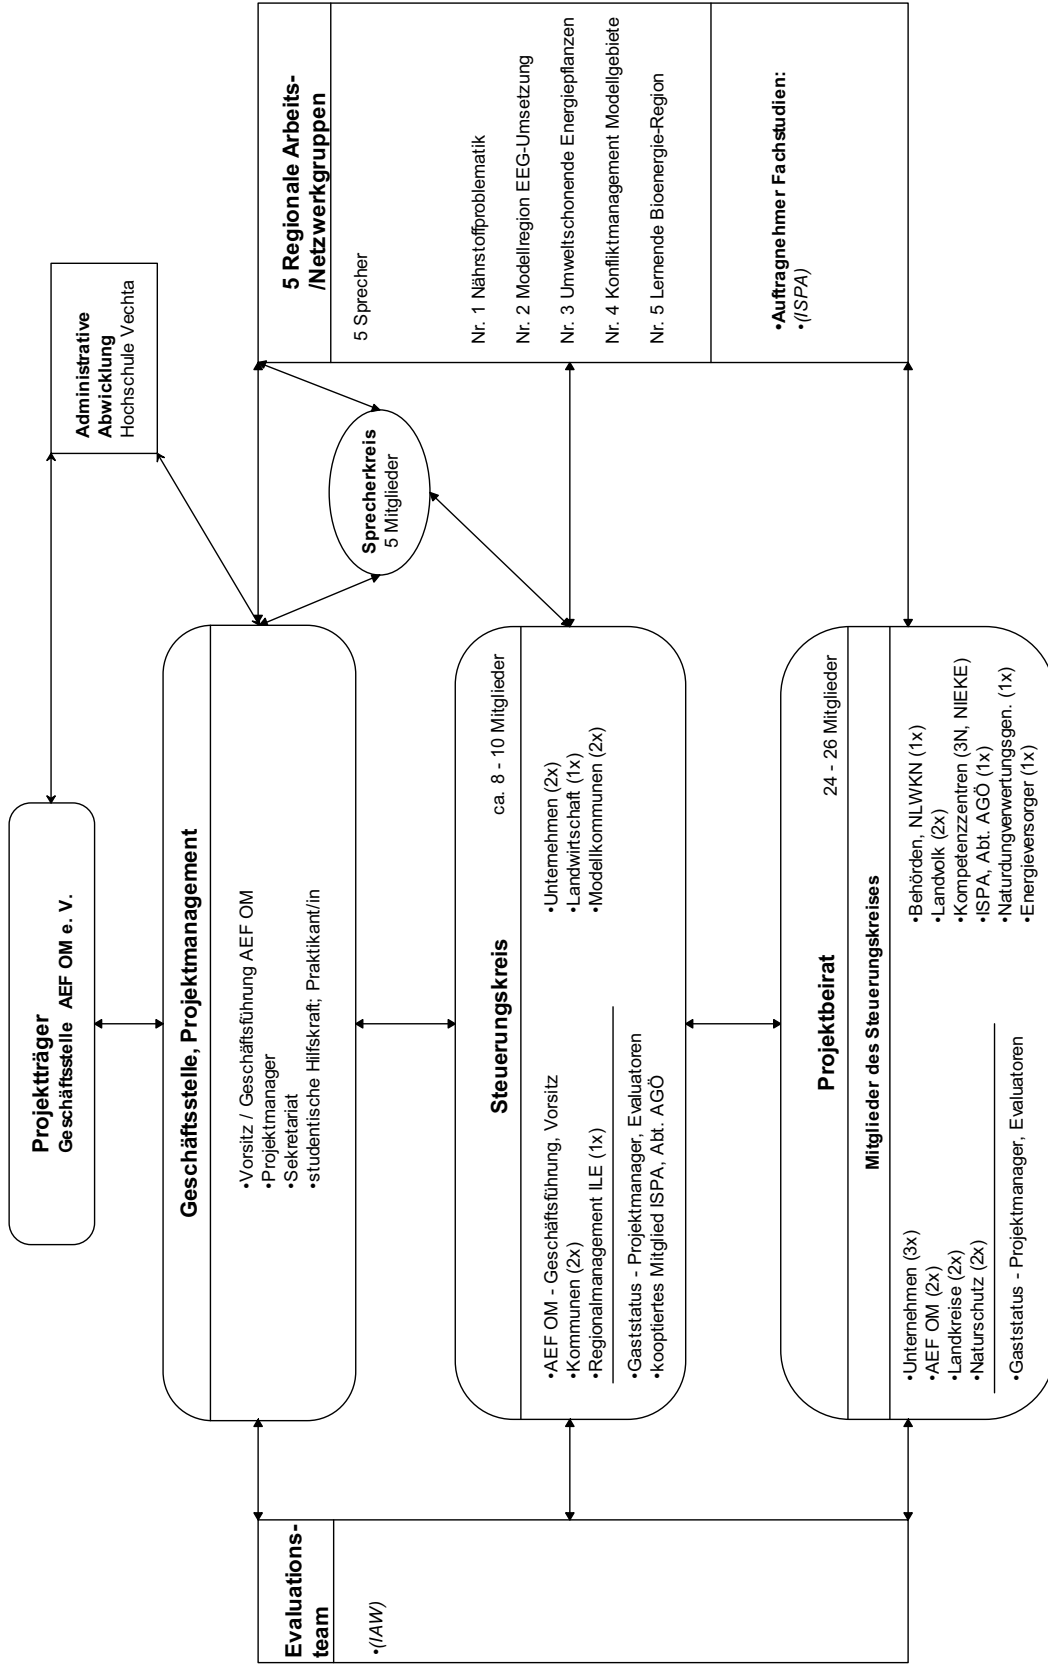 Projektträger
Geschäftsstelle AEF OM e. V.
Administrative
Abwicklung
Hochschule Vechta
Geschäftsstelle, Projektmanagement
•Vorsitz / Geschäftsführung AEF OM
•Projektmanager
•Sekretariat
•studentische Hilfskraft; Praktikant/in
Evaluations-
team
•(IAW)
Sprecherkreis
5 Mitglieder
5 Regionale Arbeits-
/Netzwerkgruppen
5 Sprecher
Nr. 1 Nährstoffproblematik
Nr. 2 Modellregion EEG-Umsetzung
Nr. 3 Umweltschonende Energiepflanzen
Nr. 4 Konfliktmanagement Modellgebiete
Nr. 5 Lernende Bioenergie-Region
•Auftragnehmer Fachstudien:
•(ISPA)
Steuerungskreis
ca. 8 - 10 Mitglieder
•AEF OM - Geschäftsführung, Vorsitz
•Kommunen (2x)
•Regionalmanagement ILE (1x)
•Gaststatus - Projektmanager, Evaluatoren
•kooptiertes Mitglied ISPA, Abt. AGÖ
•Unternehmen (2x)
•Landwirtschaft (1x)
•Modellkommunen (2x)
Projektbeirat
24 - 26 Mitglieder
Mitglieder des Steuerungskreises
•Unternehmen (3x)
•AEF OM (2x)
•Landkreise (2x)
•Naturschutz (2x)
•Gaststatus - Projektmanager, Evaluatoren
•Behörden, NLWKN (1x)
•Landvolk (2x)
•Kompetenzzentren (3N, NIEKE)
•ISPA, Abt. AGÖ (1x)
•Naturdungverwertungsgen. (1x)
•Energieversorger (1x)